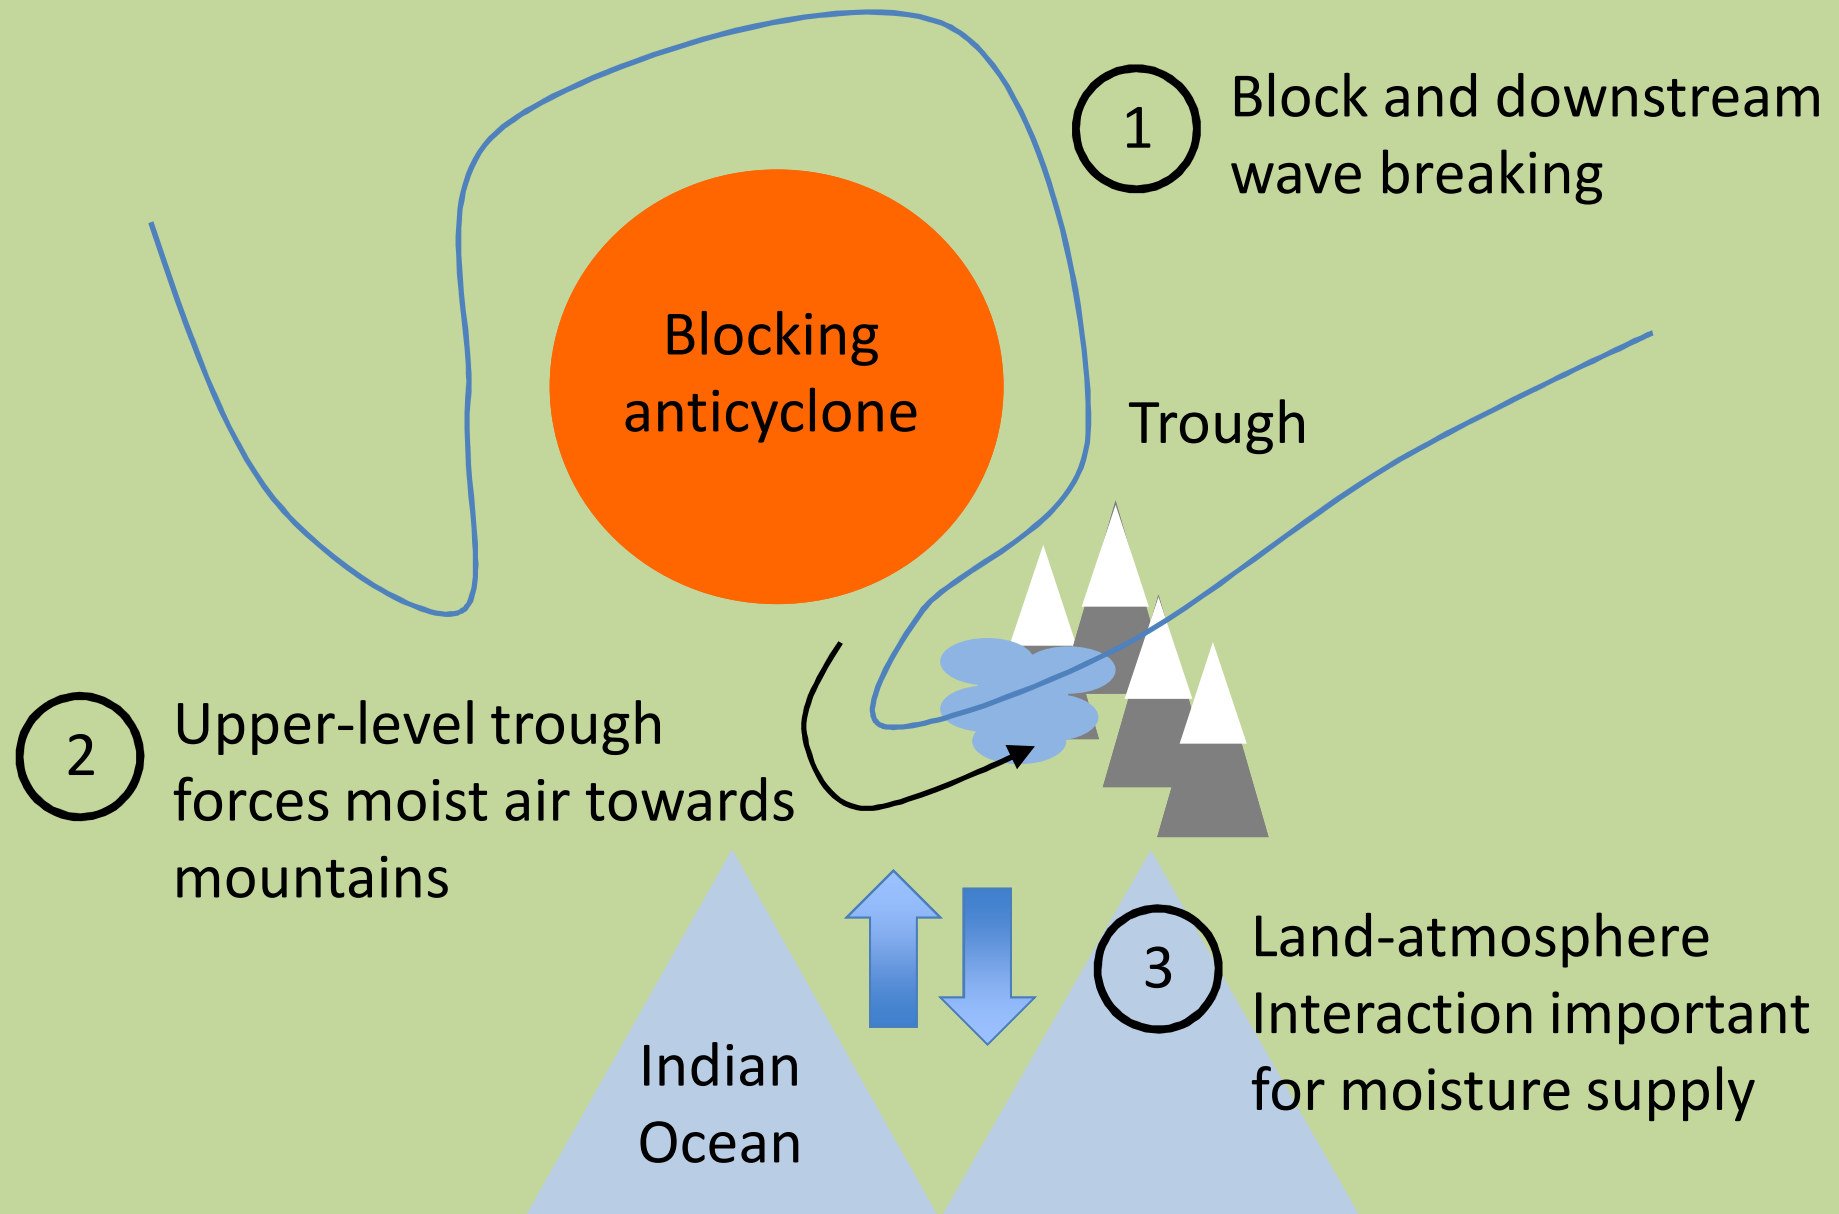 1
Block and downstream
wave breaking
Blocking
anticyclone
Trough
2
Upper-level trough
forces moist air towards
mountains
3
Land-atmosphere
Interaction important
for moisture supply
Indian
Ocean